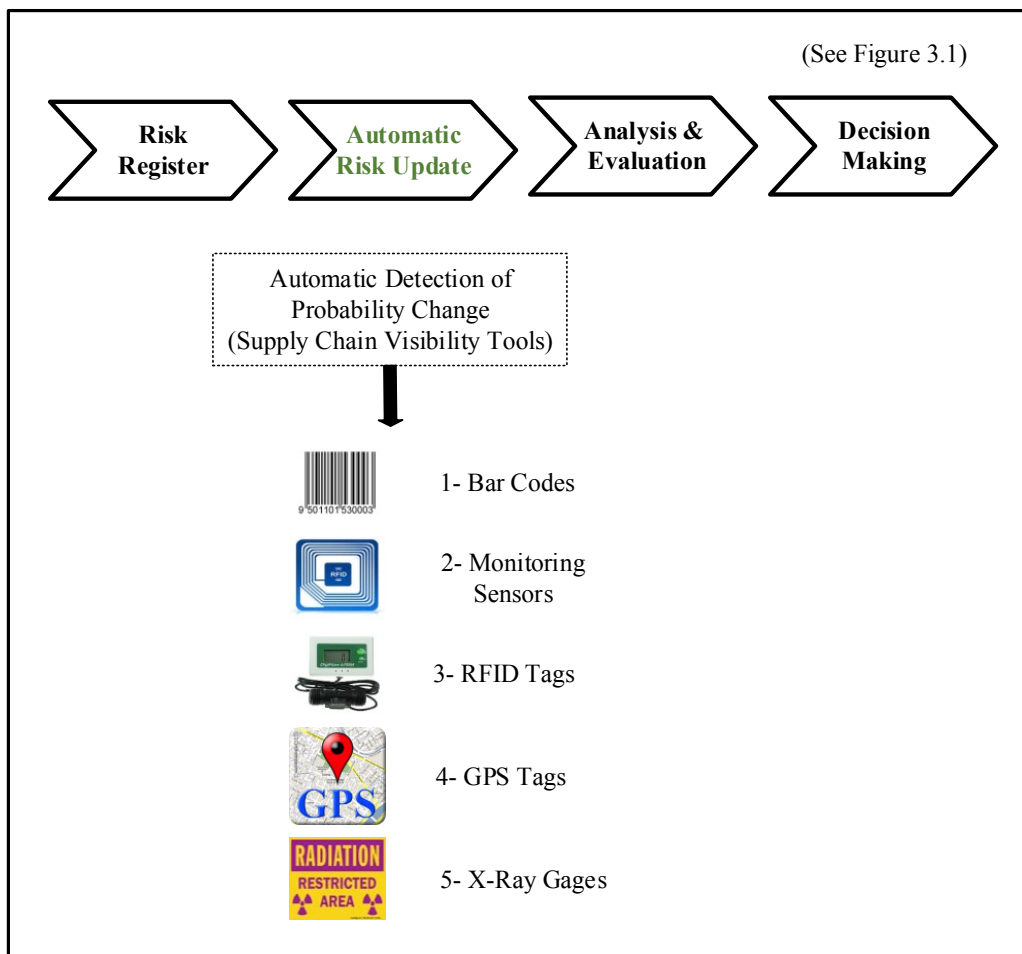 (See Figure 3.1)
Risk
Register
Automatic
Risk Update
Analysis &
Evaluation
Decision
Making
Automatic Detection of
Probability Change
(Supply Chain Visibility Tools)
9 501101 530003
1- Bar Codes
RFID
2- Monitoring
Sensors
3- RFID Tags
GPS
4- GPS Tags
RADIATION
RESTRICTED
AREA
5- X-Ray Gages